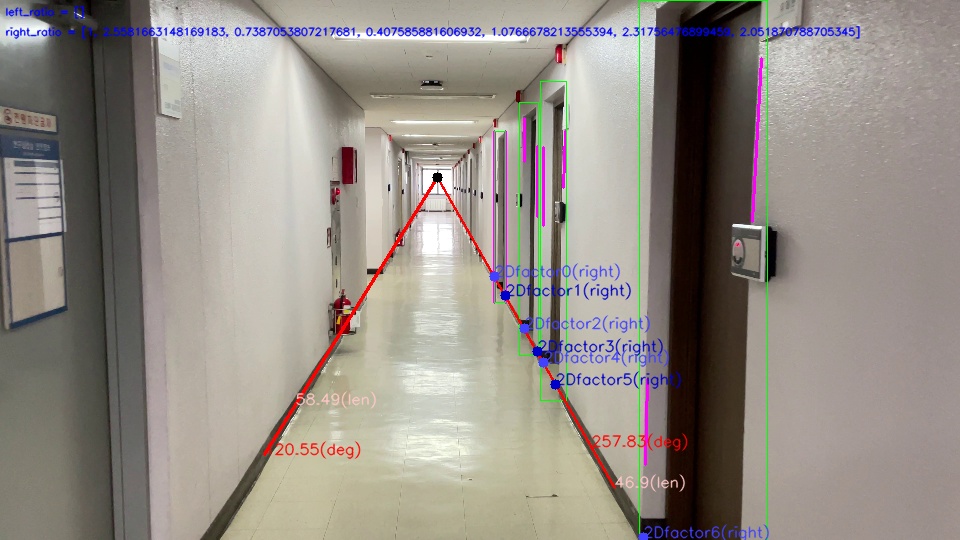 left_ratio = []
right_ratio = [1, 2.5581663148169183, 0.7387053807217681, 0.407585881606932, 1.0766678213555394, 2.31756476899456, 2.051870788705345]
2Dfactor0(right)
2Dfactor1(right)
2Dfactor2(right)
2Dfactor3(right)
2Dfactor4(right)
2Dfactor5(right)
58.49(len)
257.83(deg)
20.55(deg)
46.9(len)
2Dfactor6(right)